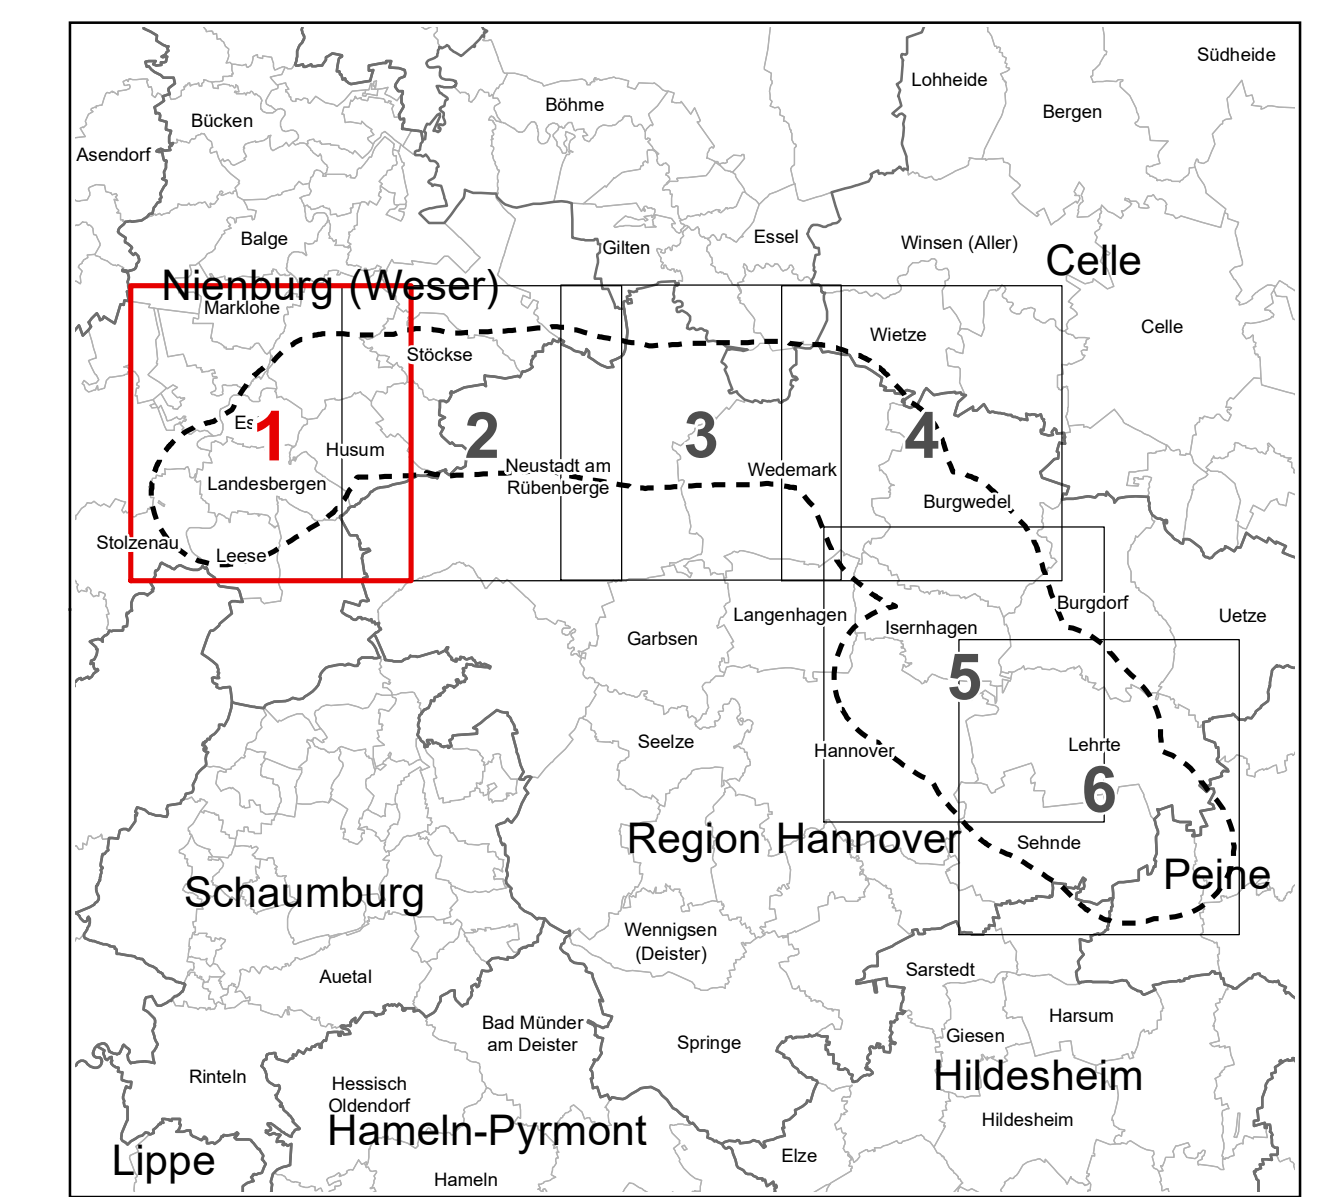 Südheide
Lohheide
Böhme
Bergen
Bücken
Asendorf
Essel
Balge
Winsen (Aller)
Gilten
Celle
Nienburg (Weser)
Marklohe
Celle
Wietze
Stöckse
Es
1
2
3
4
Husum
Neustadt am
Rübenberge
Wedemark
Landesbergen
Burgwedel
Stolzenau
Leese
Burgdorf
Langenhagen
Uetze
Isernhagen
Garbsen
5
Seelze
Hannover
Lehrte
6
Region Hannover
Sehnde
Peine
Schaumburg
Wennigsen
(Deister)
Sarstedt
Auetal
Harsum
Bad Münder
am Deister
Giesen
Springe
Rinteln
Hildesheim
Hessisch
Oldendorf
Hildesheim
Hameln-Pyrmont
Elze
Lippe
Hameln